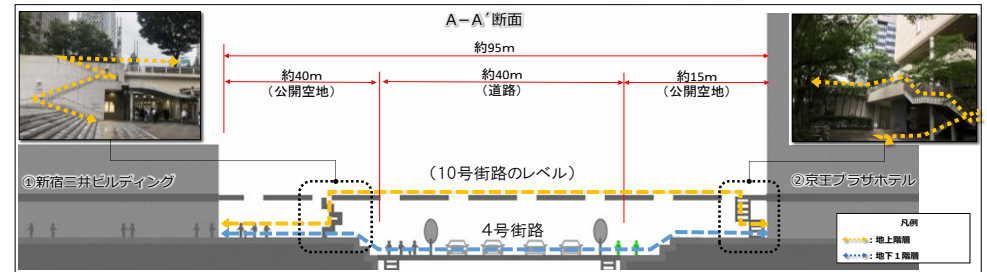 A-A´断面
約95m
約40m
（公開空地）
約40m
（道路）
約15m
（公開空地）
①新宿三井ビルディング
（10号街路のレベル）
②京王プラザホテル
4号街路
凡例
：地上階層
：地下1階層